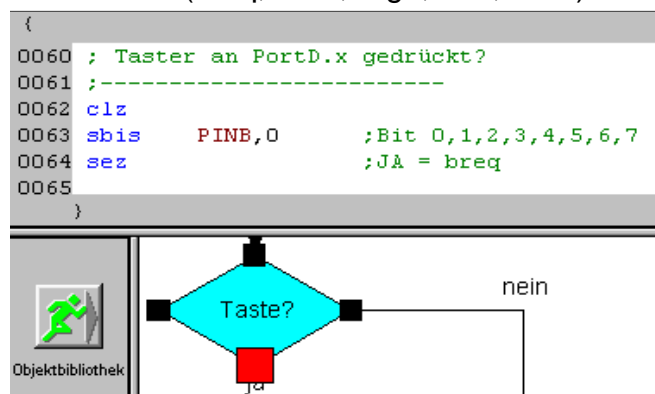 {
0060 ; Taster an PortD.x gedrückt?
0061 ;--------------------------
0062 clz
0063 sbis PINB,0 ;Bit 0,1,2,3,4,5,6,7
0064 sez ;JA = breq
0065
}
nein
Taste?
Objektbibliothek
ja